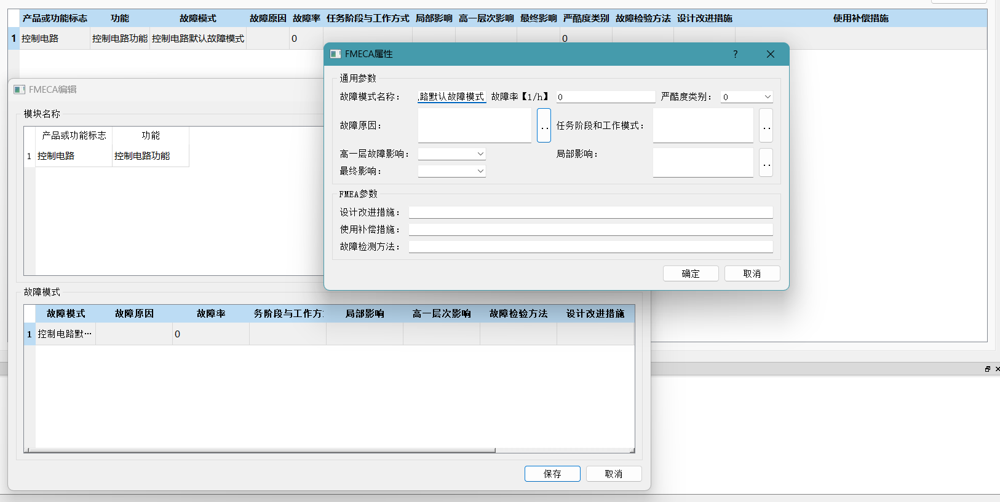 产品或功能标志 功能 故障模式 故障原因 故障率 任务阶段与工作方式 局部影响 高一层次影响 最终影响 严酷度类别 故障检验方法 设计改进措施 使用补偿措施
1 控制电路 控制电路功能 控制电路默认故障模式 0 0
FMECA属性 ?
通用参数
故障模式名称： 路默认故障模式 故障率【1/h】 0 严酷度类别： 0
故障原因： .. 任务阶段和工作模式： ..
高一层故障影响： 局部影响： ..
最终影响：
FMEA参数
设计改进措施：
使用补偿措施：
故障检测方法：
确定 取消
FMECA编辑
模块名称
产品或功能标志 功能
1 控制电路 控制电路功能
故障模式
故障模式 故障原因 故障率 务阶段与工作方 局部影响 高一层次影响 故障检验方法 设计改进措施
1 控制电路默… 0
保存 取消